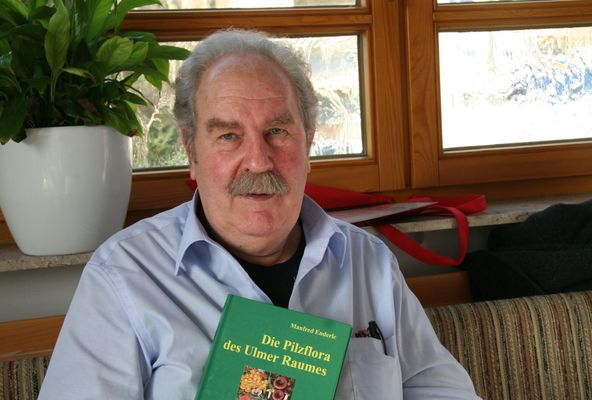 Manfred Enderle
Die Pilzflora
des Ulmer Raumes